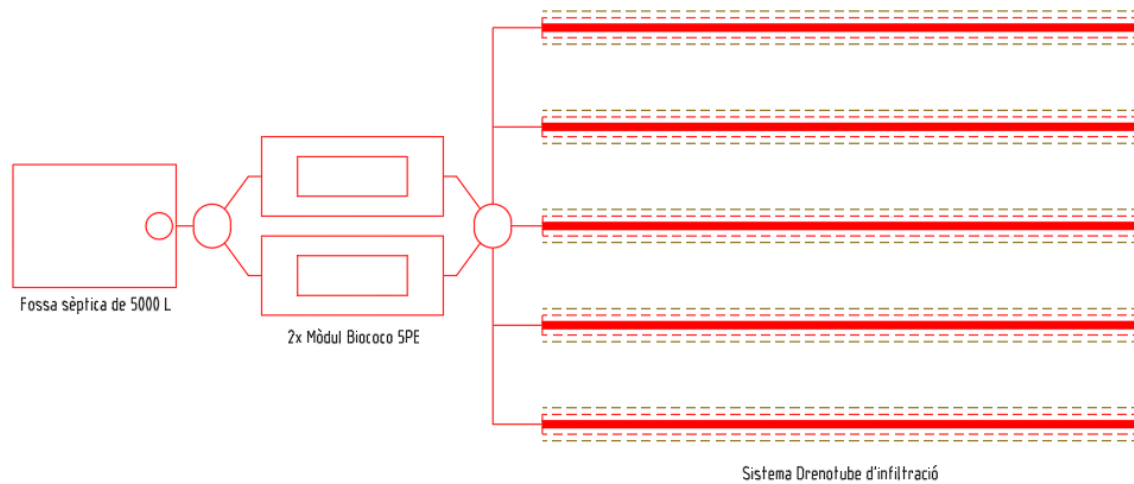 Fossa sèptica de 5000 L
2x Mòdul Biococo 5PE
Sistema Drenotube d'infiltració